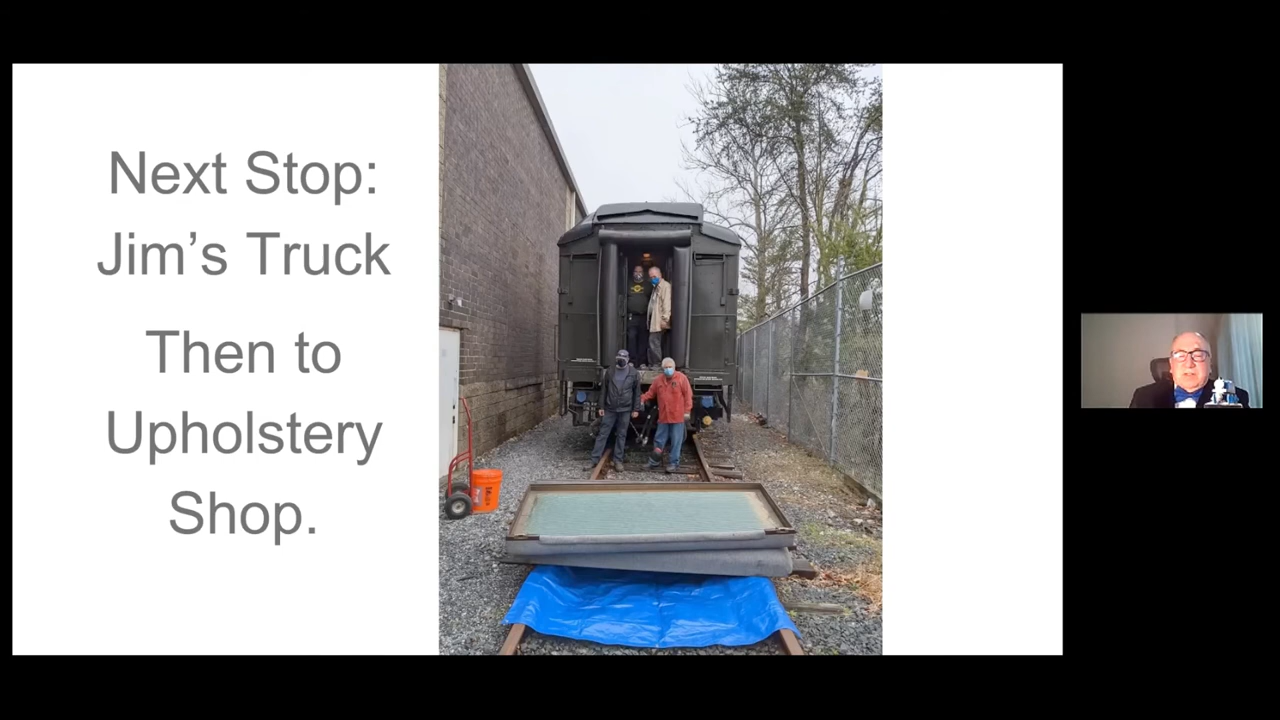 Next Stop:
Jim’s Truck
Then to
Upholstery
Shop.